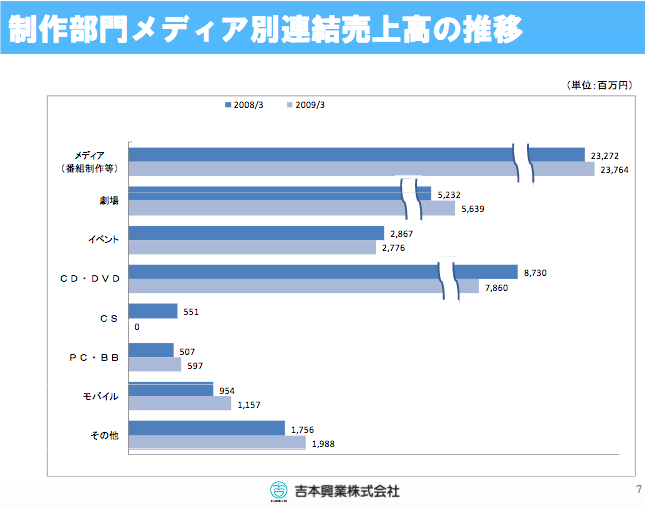 制作部門メディア別連結売上高の推移
（単位：百万円）
2008/3 2009/3
メディア
（番組制作等）
23,272
23,764
劇場
5,232
5,639
イベント
2,867
2,776
ＣＤ・ＤＶＤ
8,730
7,860
ＣＳ
551
0
ＰＣ・ＢＢ
507
597
モバイル
954
1,157
その他
1,756
1,988
吉本興業株式会社
7